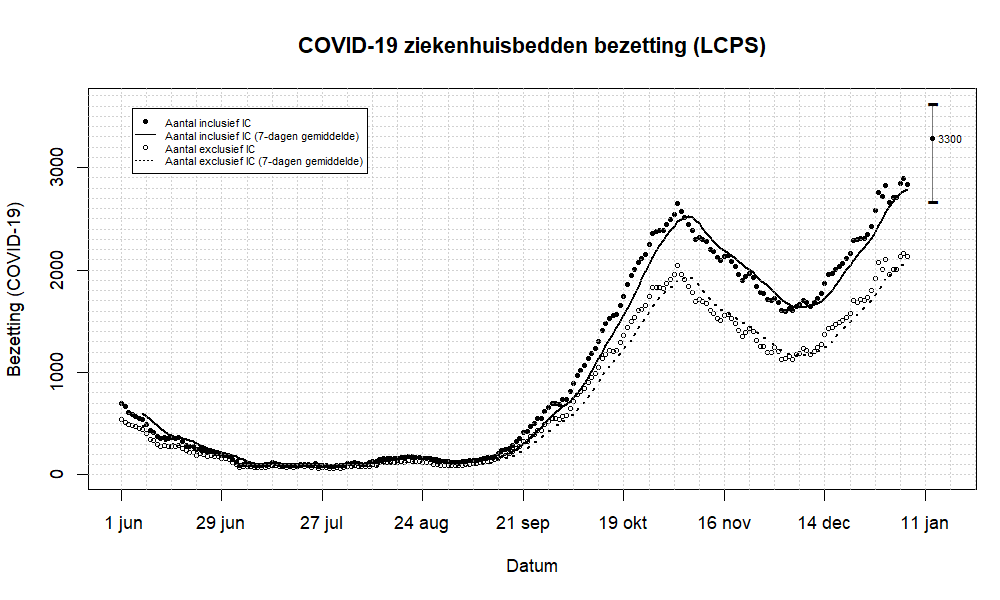 COVID-19 ziekenhuisbedden bezetting (LCPS)
Aantal inclusief IC
Aantal inclusief IC (7-dagen gemiddelde)
Aantal exclusief IC
Aantal exclusief IC (7-dagen gemiddelde)
3300
Bezetting (COVID-19)
3000
2000
1000
0
1 jun 29 jun 27 jul 24 aug 21 sep 19 okt 16 nov 14 dec 11 jan
Datum